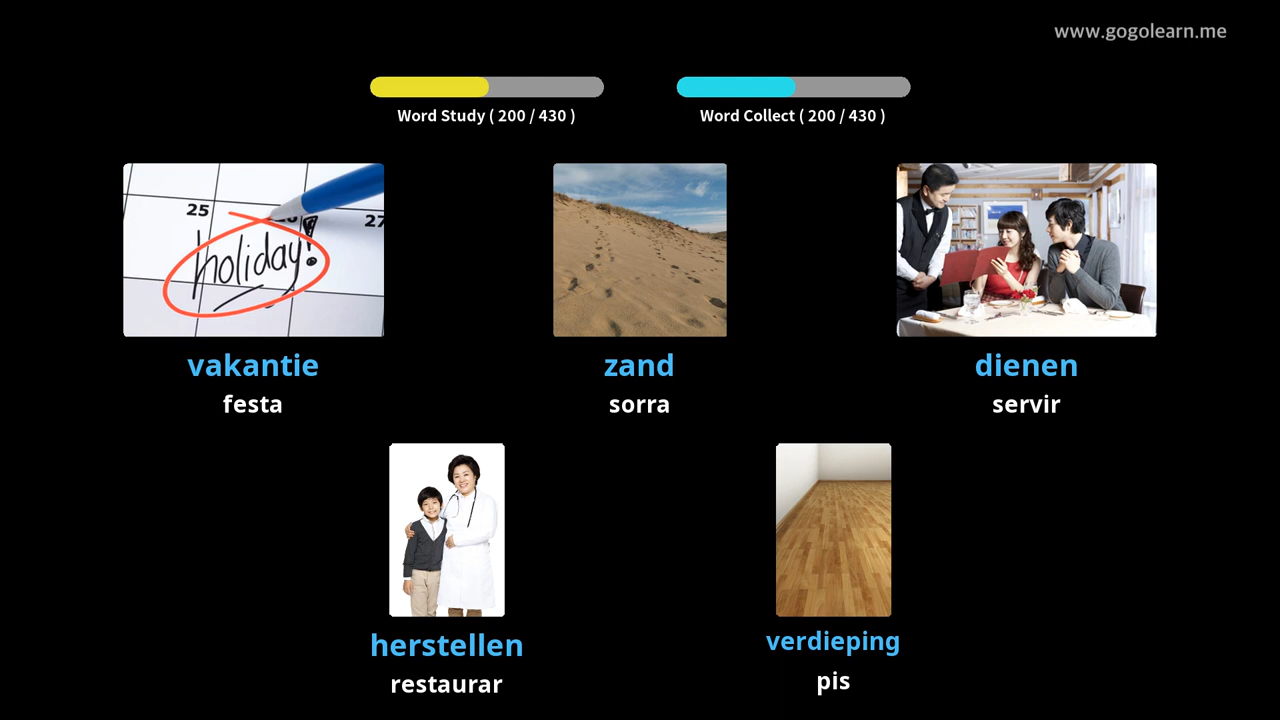 www.gogolearn.me
Word Study ( 200 / 430 )
Word Collect ( 200 / 430 )
25
27
holiday!
vakantie
zand
dienen
festa
sorra
servir
herstellen
verdieping
restaurar
pis